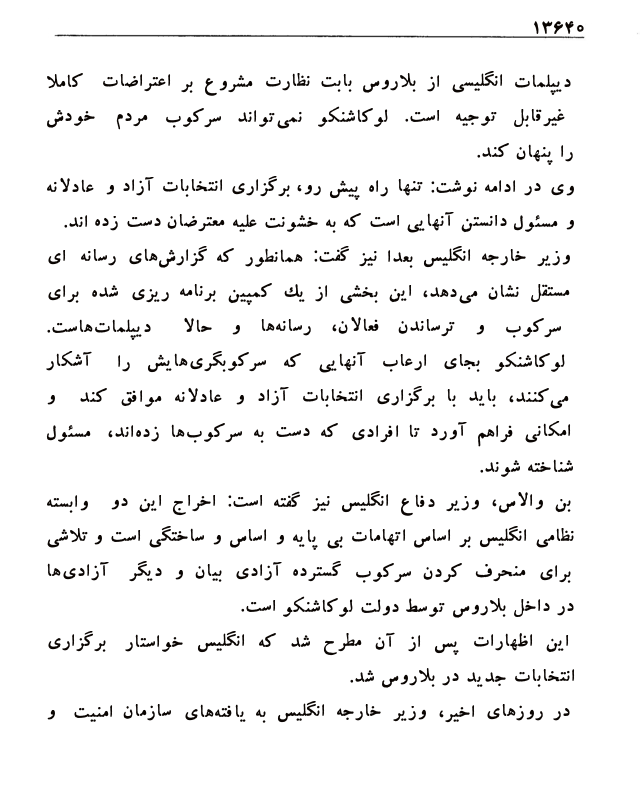 ۱۳۶۴۰
دیپلمات انگلیسی از بلاروس بابت نظارت مشروع بر اعتراضات کاملا
غیرقابل توجیه است. لوکاشنکو نمی‌تواند سرکوب مردم خودش
را پنهان کند.
وی در ادامه نوشت: تنها راه پیش رو، برگزاری انتخابات آزاد و عادلانه
و مسئول دانستن آنهایی است که به خشونت علیه معترضان دست زده اند.
وزیر خارجه انگلیس بعدا نیز گفت: همانطور که گزارش‌های رسانه ای
مستقل نشان می‌دهد، این بخشی از یك کمپین برنامه ریزی شده برای
سرکوب و ترساندن فعالان، رسانه‌ها و حالا دیپلمات‌هاست.
لوکاشنکو بجای ارعاب آنهایی که سرکوبگری‌هایش را آشکار
می‌کنند، باید با برگزاری انتخابات آزاد و عادلانه موافق کند و
امکانی فراهم آورد تا افرادی که دست به سرکوب‌ها زده‌اند، مسئول
شناخته شوند.
بن والاس، وزیر دفاع انگلیس نیز گفته است: اخراج این دو وابسته
نظامی انگلیس بر اساس اتهامات بی پایه و اساس و ساختگی است و تلاشی
برای منحرف کردن سرکوب گسترده آزادی بیان و دیگر آزادی‌ها
در داخل بلاروس توسط دولت لوکاشنکو است.
این اظهارات پس از آن مطرح شد که انگلیس خواستار برگزاری
انتخابات جدید در بلاروس شد.
در روزهای اخیر، وزیر خارجه انگلیس به یافته‌های سازمان امنیت و